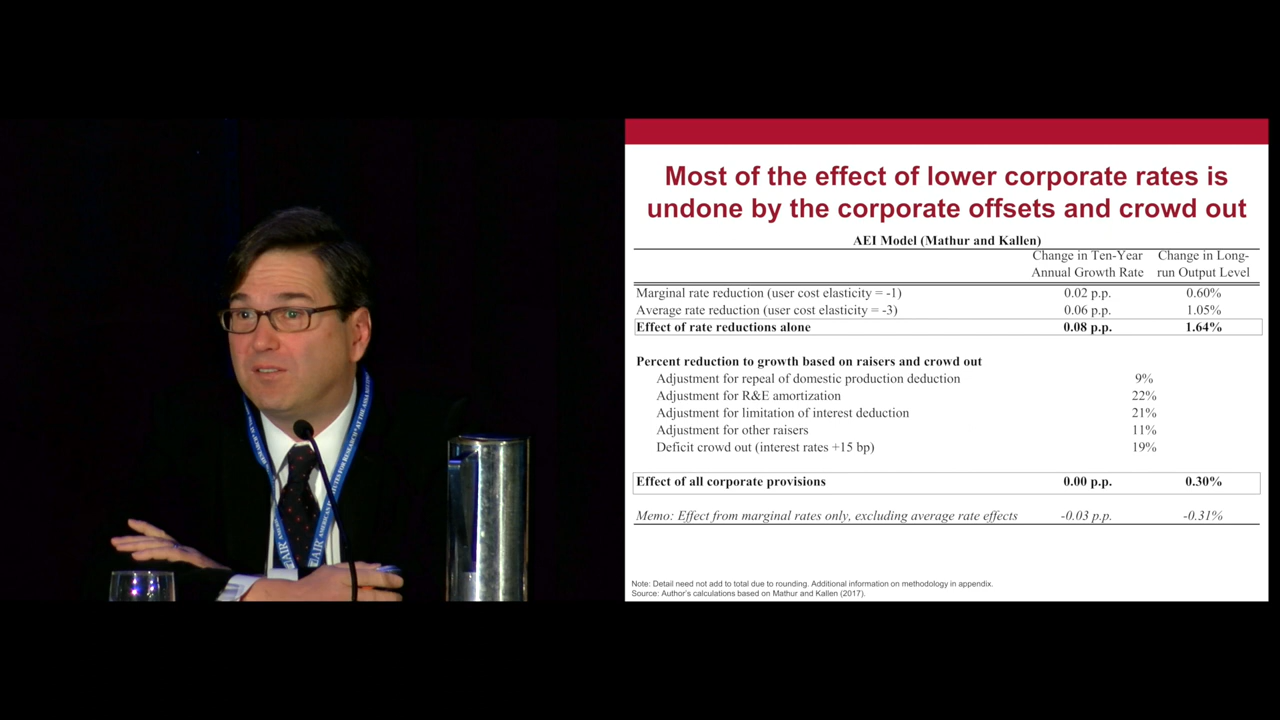 Most of the effect of lower corporate rates is
undone by the corporate offsets and crowd out
AEI Model (Mathur and Kallen)
Change in Ten-Year Change in Long-
Annual Growth Rate run Output Level
Marginal rate reduction (user cost elasticity = -1) 0.02 p.p. 0.60%
Average rate reduction (user cost elasticity = -3) 0.06 p.p. 1.05%
Effect of rate reductions alone 0.08 p.p. 1.64%
Percent reduction to growth based on raisers and crowd out
Adjustment for repeal of domestic production deduction 9%
Adjustment for R&E amortization 22%
Adjustment for limitation of interest deduction 21%
Adjustment for other raisers 11%
Deficit crowd out (interest rates +15 bp) 19%
Effect of all corporate provisions 0.00 p.p. 0.30%
Memo: Effect from marginal rates only, excluding average rate effects -0.03 p.p. -0.31%
Note: Detail need not add to total due to rounding. Additional information on methodology in appendix.
Source: Author's calculations based on Mathur and Kallen (2017).
AIR
AMERICAN
FOR RESEARCH® AT THE ASSA